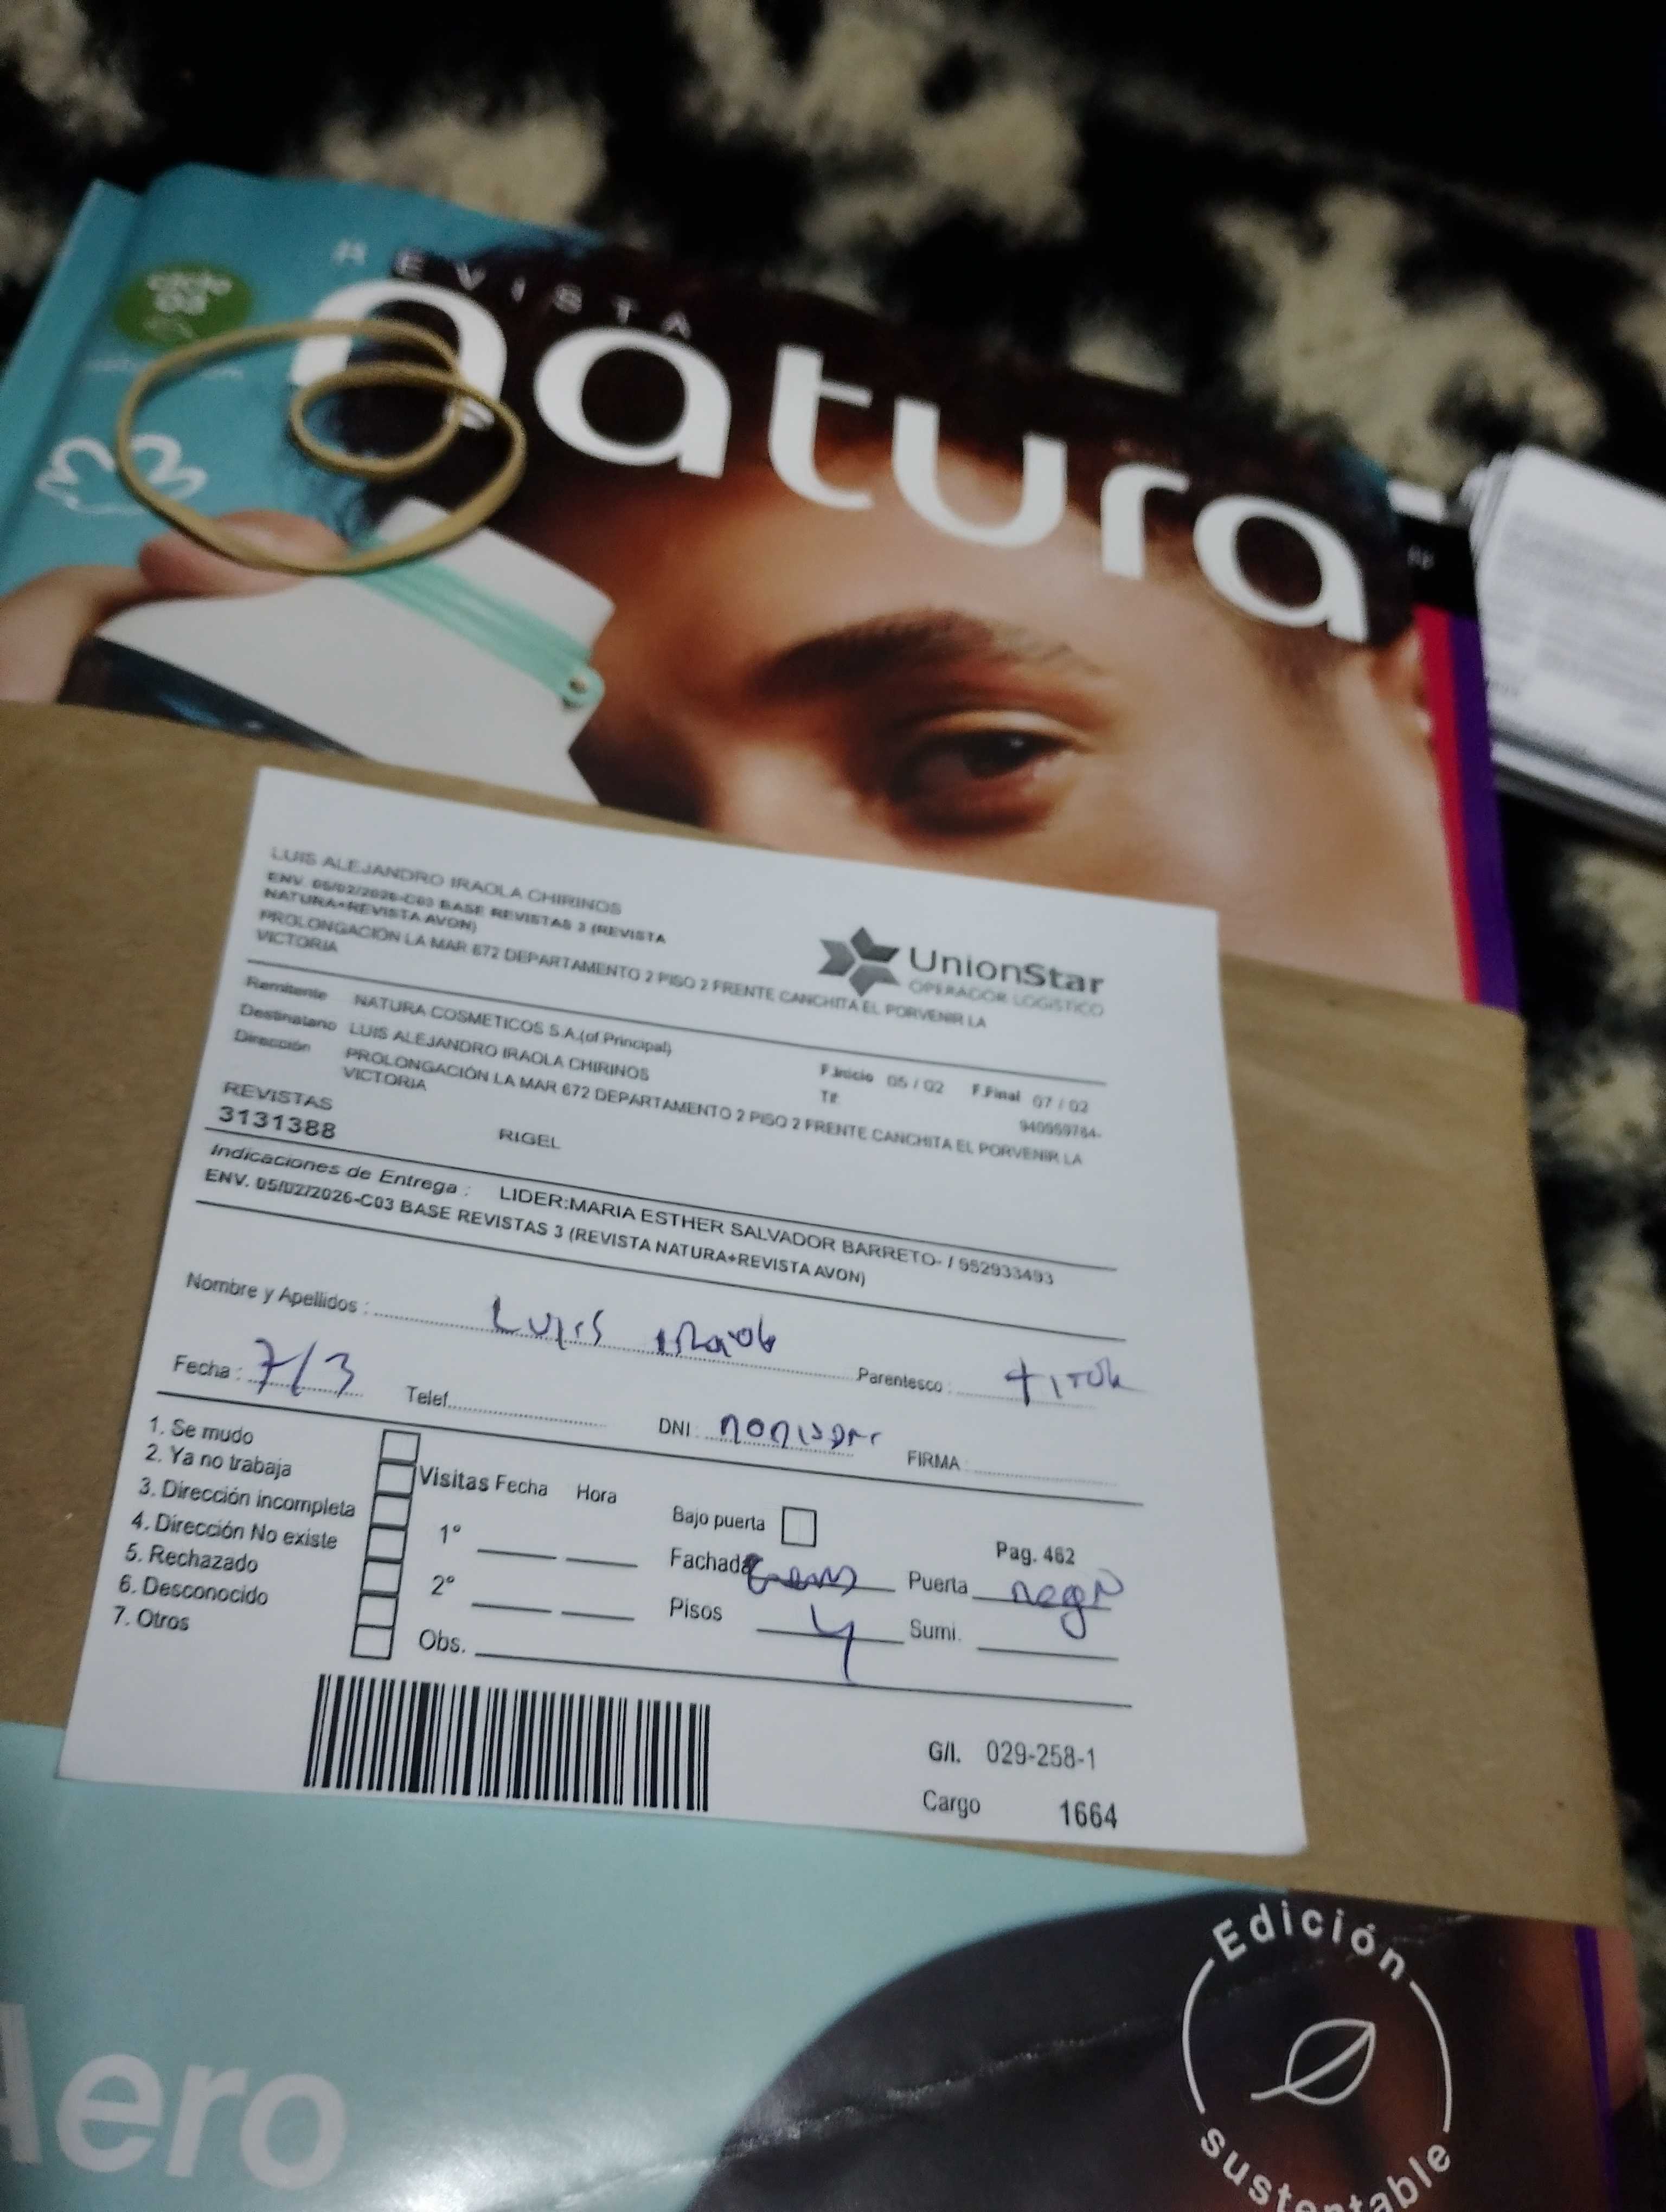 REVISTA
natura
ciclo
03
LUIS ALEJANDRO IRAOLA CHIRINOS
ENV. 05/02/2026-C03 BASE REVISTAS 3 (REVISTA
NATURA+REVISTA AVON)
PROLONGACIÓN LA MAR 672 DEPARTAMENTO 2 PISO 2 FRENTE CANCHITA EL PORVENIR LA
VICTORIA
UnionStar
OPERADOR LOGISTICO
Remitente NATURA COSMETICOS S.A.(of.Principal)
Destinatario LUIS ALEJANDRO IRAOLA CHIRINOS
F.Inicio 05 / 02 F.Final 07 / 02
Dirección PROLONGACIÓN LA MAR 672 DEPARTAMENTO 2 PISO 2 FRENTE CANCHITA EL PORVENIR LA
VICTORIA
Tlf:
REVISTAS
3131388 RIGEL
Indicaciones de Entrega : LIDER:MARIA ESTHER SALVADOR BARRETO- /
ENV. 05/02/2026-C03 BASE REVISTAS 3 (REVISTA NATURA+REVISTA AVON)
Nombre y Apellidos : Luis Iraola Parentesco :
Fecha : 7/3 Telef. DNI : FIRMA :
1. Se mudo
2. Ya no trabaja
3. Dirección incompleta
4. Dirección No existe
5. Rechazado
6. Desconocido
7. Otros
Visitas Fecha Hora
1°
2°
Obs.
Bajo puerta
Pag. 462
Fachada Puerta negr
Pisos 4 Sumi.
G/I. 029-258-1
Cargo 1664
Aero
Edición
sustentable